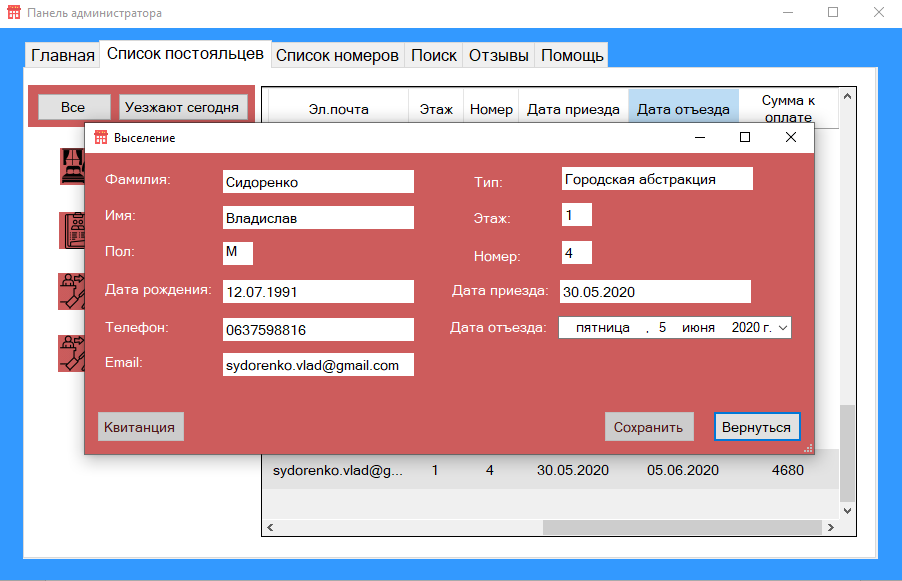 Панель администратора
Главная Список постояльцев Список номеров Поиск Отзывы Помощь
Все Уезжают сегодня
Эл.почта Этаж Номер Дата приезда Дата отъезда Сумма к оплате
Выселение
Фамилия: Сидоренко Тип: Городская абстракция
Имя: Владислав Этаж: 1
Пол: М Номер: 4
Дата рождения: 12.07.1991 Дата приезда: 30.05.2020
Телефон: 0637598816 Дата отъезда: пятница , 5 июня 2020 г.
Email: sydorenko.vlad@gmail.com
Квитанция Сохранить Вернуться
sydorenko.vlad@g... 1 4 30.05.2020 05.06.2020 4680